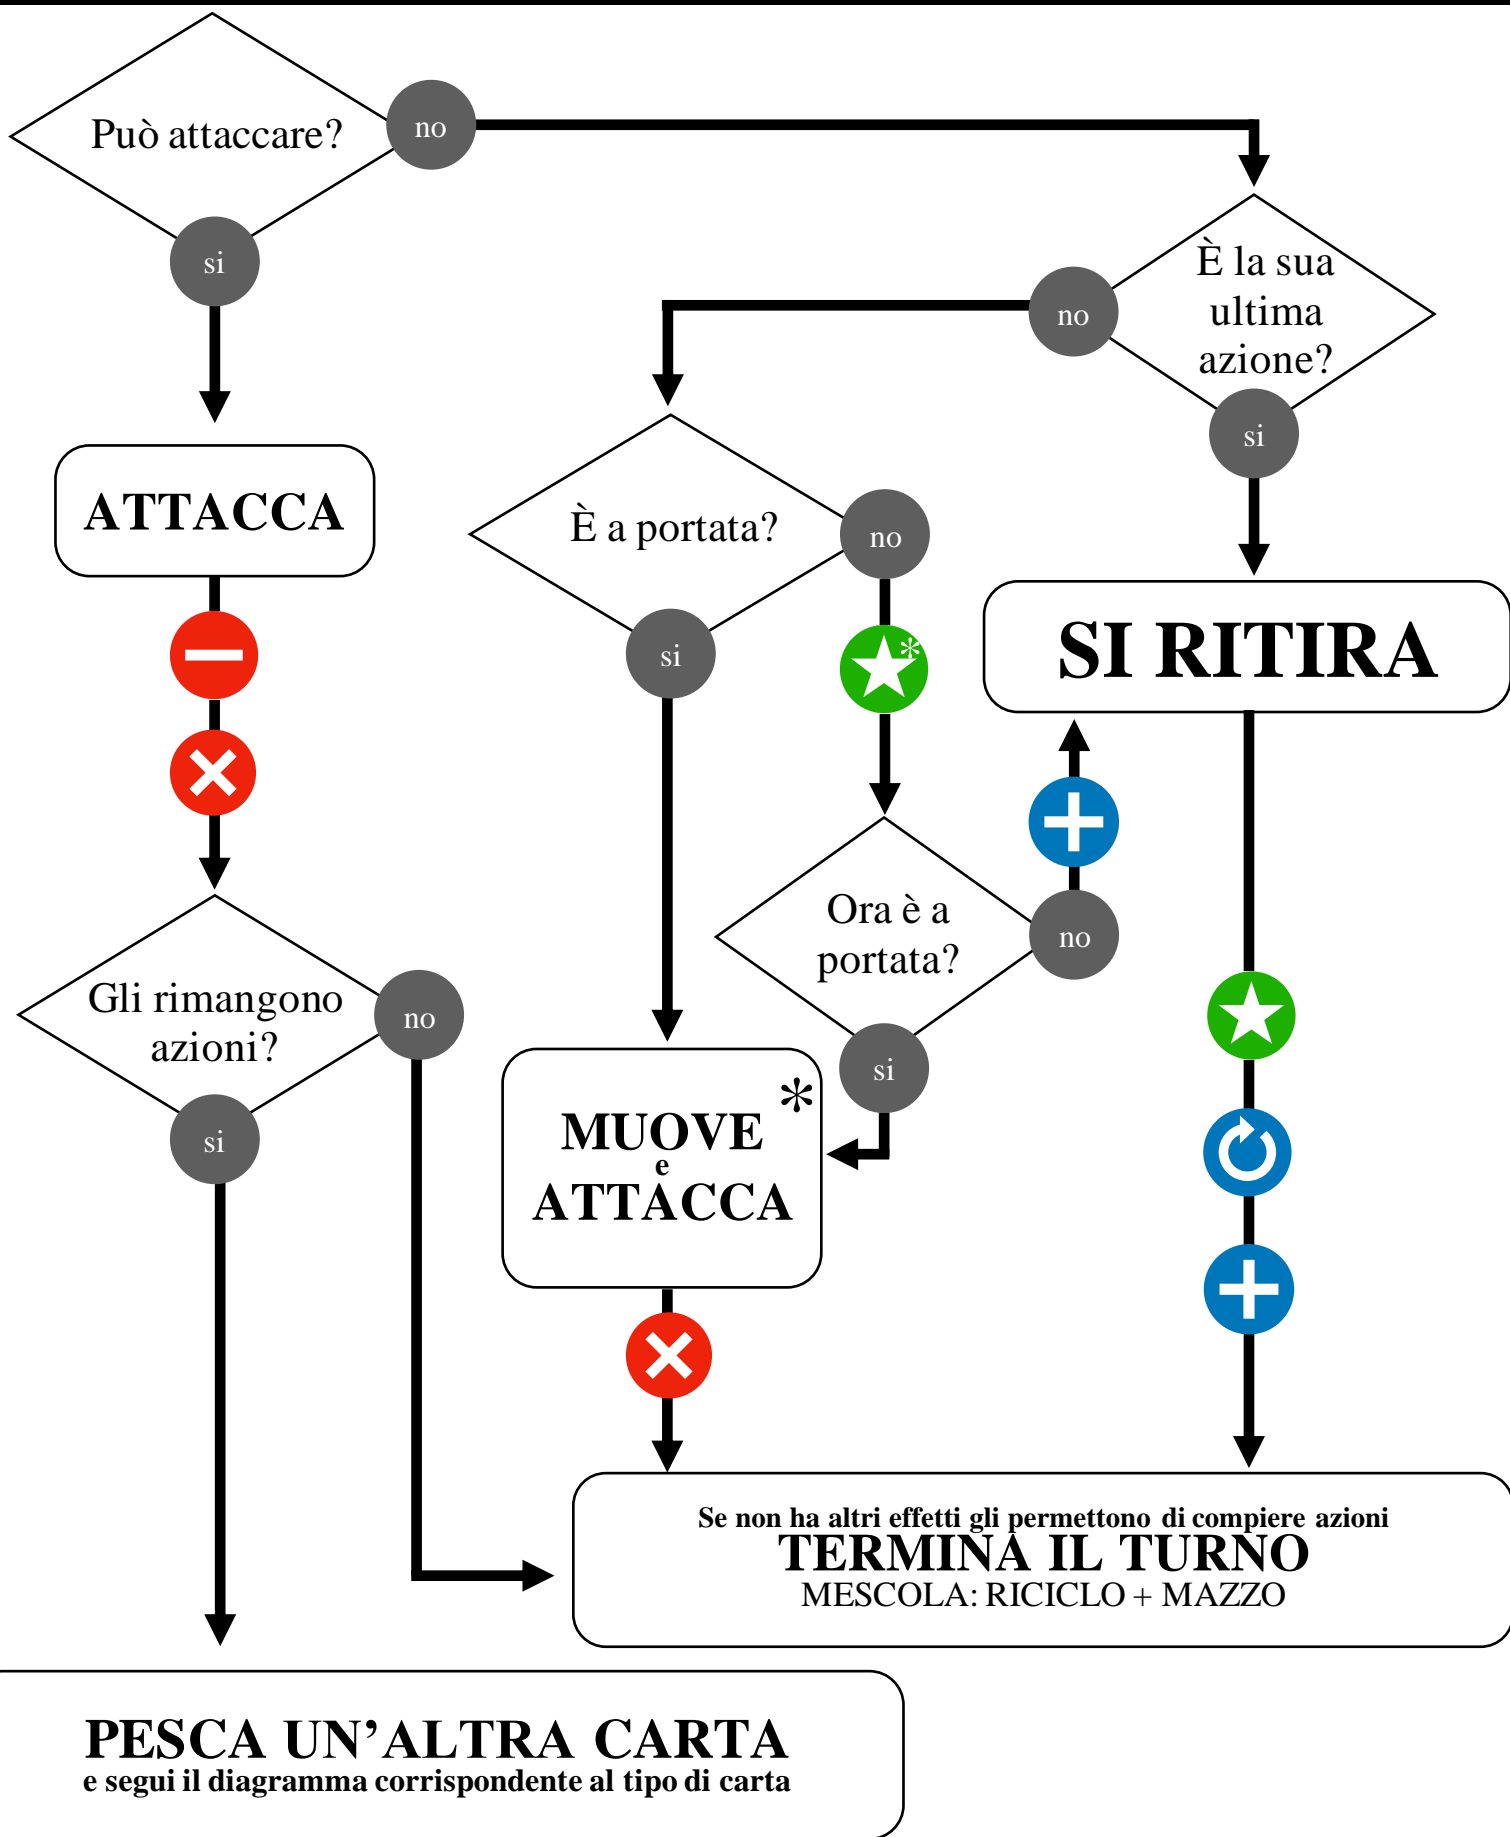 Può attaccare?
no
si
È la sua
ultima
azione?
no
si
ATTACCA
È a portata?
no
si
SI RITIRA
*
Ora è a
portata?
no
si
Gli rimangono
azioni?
no
si
*
MUOVE
e
ATTACCA
Se non ha altri effetti gli permettono di compiere azioni
TERMINA IL TURNO
MESCOLA: RICICLO + MAZZO
PESCA UN’ALTRA CARTA
e segui il diagramma corrispondente al tipo di carta